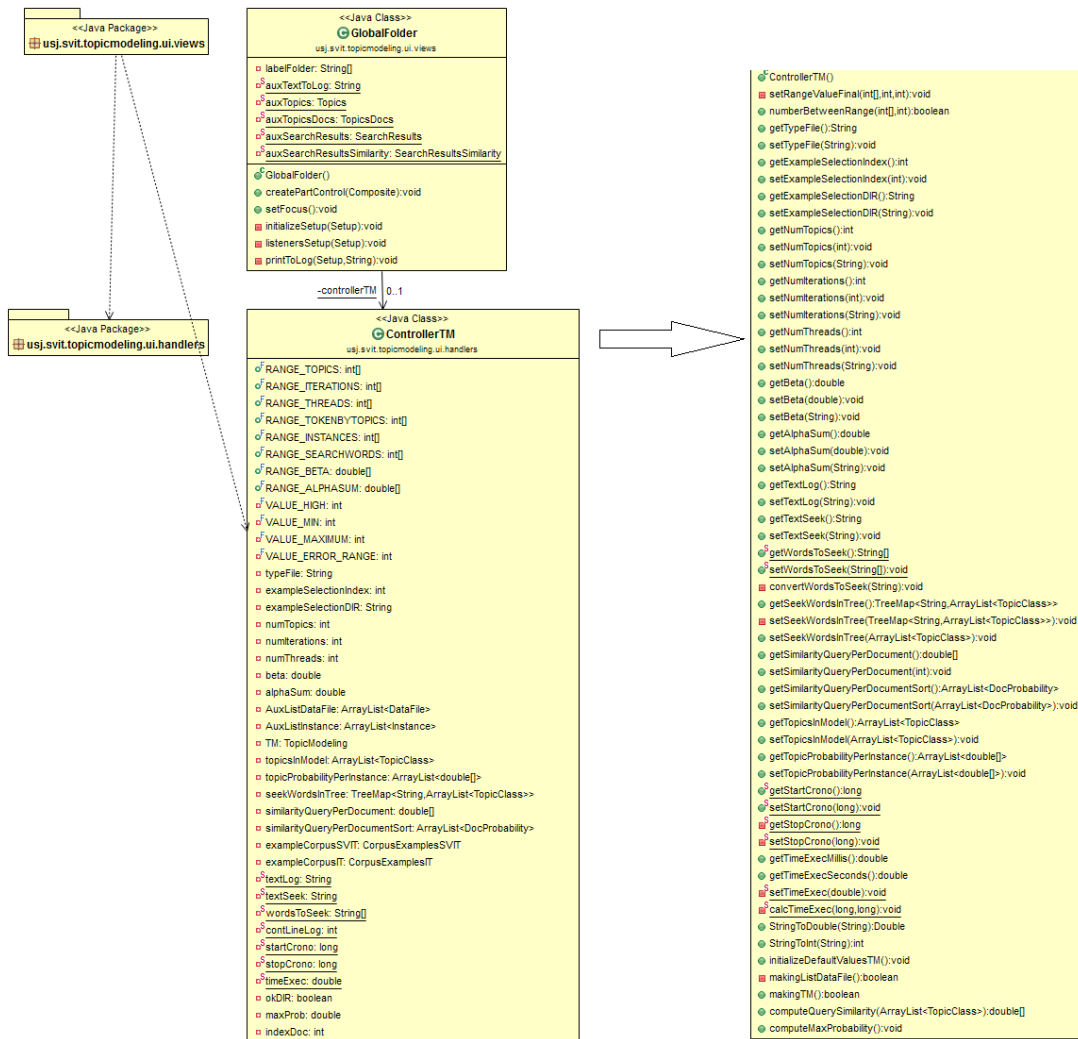 <<Java Package>>
usj.svit.topicmodeling.ui.views
<<Java Class>>
GlobalFolder
usj.svit.topicmodeling.ui.views
labelFolder: String[]
S auxTextToLog: String
S auxTopics: Topics
S auxTopicsDocs: TopicsDocs
S auxSearchResults: SearchResults
S auxSearchResultsSimilarity: SearchResultsSimilarity
C GlobalFolder()
createPartControl(Composite):void
setFocus():void
initializeSetup(Setup):void
listenersSetup(Setup):void
printToLog(Setup,String):void
-controllerTM 0..1
<<Java Package>>
usj.svit.topicmodeling.ui.handlers
<<Java Class>>
ControllerTM
usj.svit.topicmodeling.ui.handlers
F RANGE_TOPICS: int[]
F RANGE_ITERATIONS: int[]
F RANGE_THREADS: int[]
F RANGE_TOKENBYTOPICS: int[]
F RANGE_INSTANCES: int[]
F RANGE_SEARCHWORDS: int[]
F RANGE_BETA: double[]
F RANGE_ALPHASUM: double[]
F VALUE_HIGH: int
F VALUE_MIN: int
F VALUE_MAXIMUM: int
F VALUE_ERROR_RANGE: int
typeFile: String
exampleSelectionIndex: int
exampleSelectionDIR: String
numTopics: int
numIterations: int
numThreads: int
beta: double
alphaSum: double
AuxListDataFile: ArrayList<DataFile>
AuxListInstance: ArrayList<Instance>
TM: TopicModeling
topicsInModel: ArrayList<TopicClass>
topicProbabilityPerInstance: ArrayList<double[]>
seekWordsInTree: TreeMap<String,ArrayList<TopicClass>>
similarityQueryPerDocument: double[]
similarityQueryPerDocumentSort: ArrayList<DocProbability>
exampleCorpusSVIT: CorpusExamplesSVIT
exampleCorpusIT: CorpusExamplesIT
S textLog: String
S textSeek: String
S wordsToSeek: String[]
S contLineLog: int
S startCrono: long
S stopCrono: long
S timeExec: double
okDIR: boolean
maxProb: double
indexDoc: int
ControllerTM()
setRangeValueFinal(int[],int,int):void
numberBetweenRange(int[],int):boolean
getTypeFile():String
setTypeFile(String):void
getExampleSelectionIndex():int
setExampleSelectionIndex(int):void
getExampleSelectionDIR():String
setExampleSelectionDIR(String):void
getNumTopics():int
setNumTopics(int):void
setNumTopics(String):void
getNumIterations():int
setNumIterations(int):void
setNumIterations(String):void
getNumThreads():int
setNumThreads(int):void
setNumThreads(String):void
getBeta():double
setBeta(double):void
setBeta(String):void
getAlphaSum():double
setAlphaSum(double):void
setAlphaSum(String):void
getTextLog():String
setTextLog(String):void
getTextSeek():String
setTextSeek(String):void
S getWordsToSeek():String[]
S setWordsToSeek(String[]):void
convertWordsToSeek(String):void
getSeekWordsInTree():TreeMap<String,ArrayList<TopicClass>>
setSeekWordsInTree(TreeMap<String,ArrayList<TopicClass>>):void
setSeekWordsInTree(ArrayList<TopicClass>):void
getSimilarityQueryPerDocument():double[]
setSimilarityQueryPerDocument(int):void
getSimilarityQueryPerDocumentSort():ArrayList<DocProbability>
setSimilarityQueryPerDocumentSort(ArrayList<DocProbability>):void
getTopicsInModel():ArrayList<TopicClass>
setTopicsInModel(ArrayList<TopicClass>):void
getTopicProbabilityPerInstance():ArrayList<double[]>
setTopicProbabilityPerInstance(ArrayList<double[]>):void
S getStartCrono():long
S setStartCrono(long):void
S getStopCrono():long
S setStopCrono(long):void
getTimeExecMillis():double
getTimeExecSeconds():double
S setTimeExec(double):void
S calcTimeExec(long,long):void
StringToDouble(String):Double
StringToInt(String):int
initializeDefaultValuesTM():void
makingListDataFile():boolean
makingTM():boolean
computeQuerySimilarity(ArrayList<TopicClass>):double[]
computeMaxProbability():void